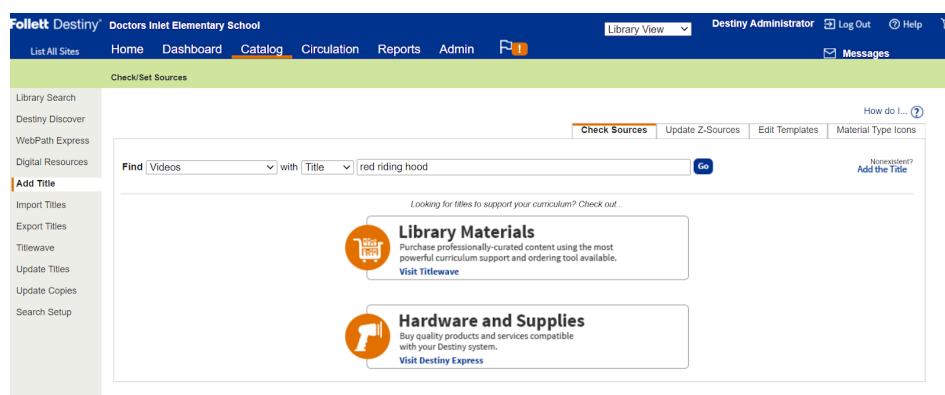 Follett Destiny® Doctors Inlet Elementary School
Library View
Destiny Administrator Log Out ? Help
List All Sites Home Dashboard Catalog Circulation Reports Admin !
Messages
Check/Set Sources
Library Search
Destiny Discover
WebPath Express
Digital Resources
Add Title
Import Titles
Export Titles
Titlewave
Update Titles
Update Copies
Search Setup
How do I... ?
Check Sources Update Z-Sources Edit Templates Material Type Icons
Find Videos with Title red riding hood Go
Nonexistent?
Add the Title
Looking for titles to support your curriculum? Check out...
Library Materials
Purchase professionally-curated content using the most
powerful curriculum support and ordering tool available.
Visit Titlewave
Hardware and Supplies
Buy quality products and services compatible
with your Destiny system.
Visit Destiny Express